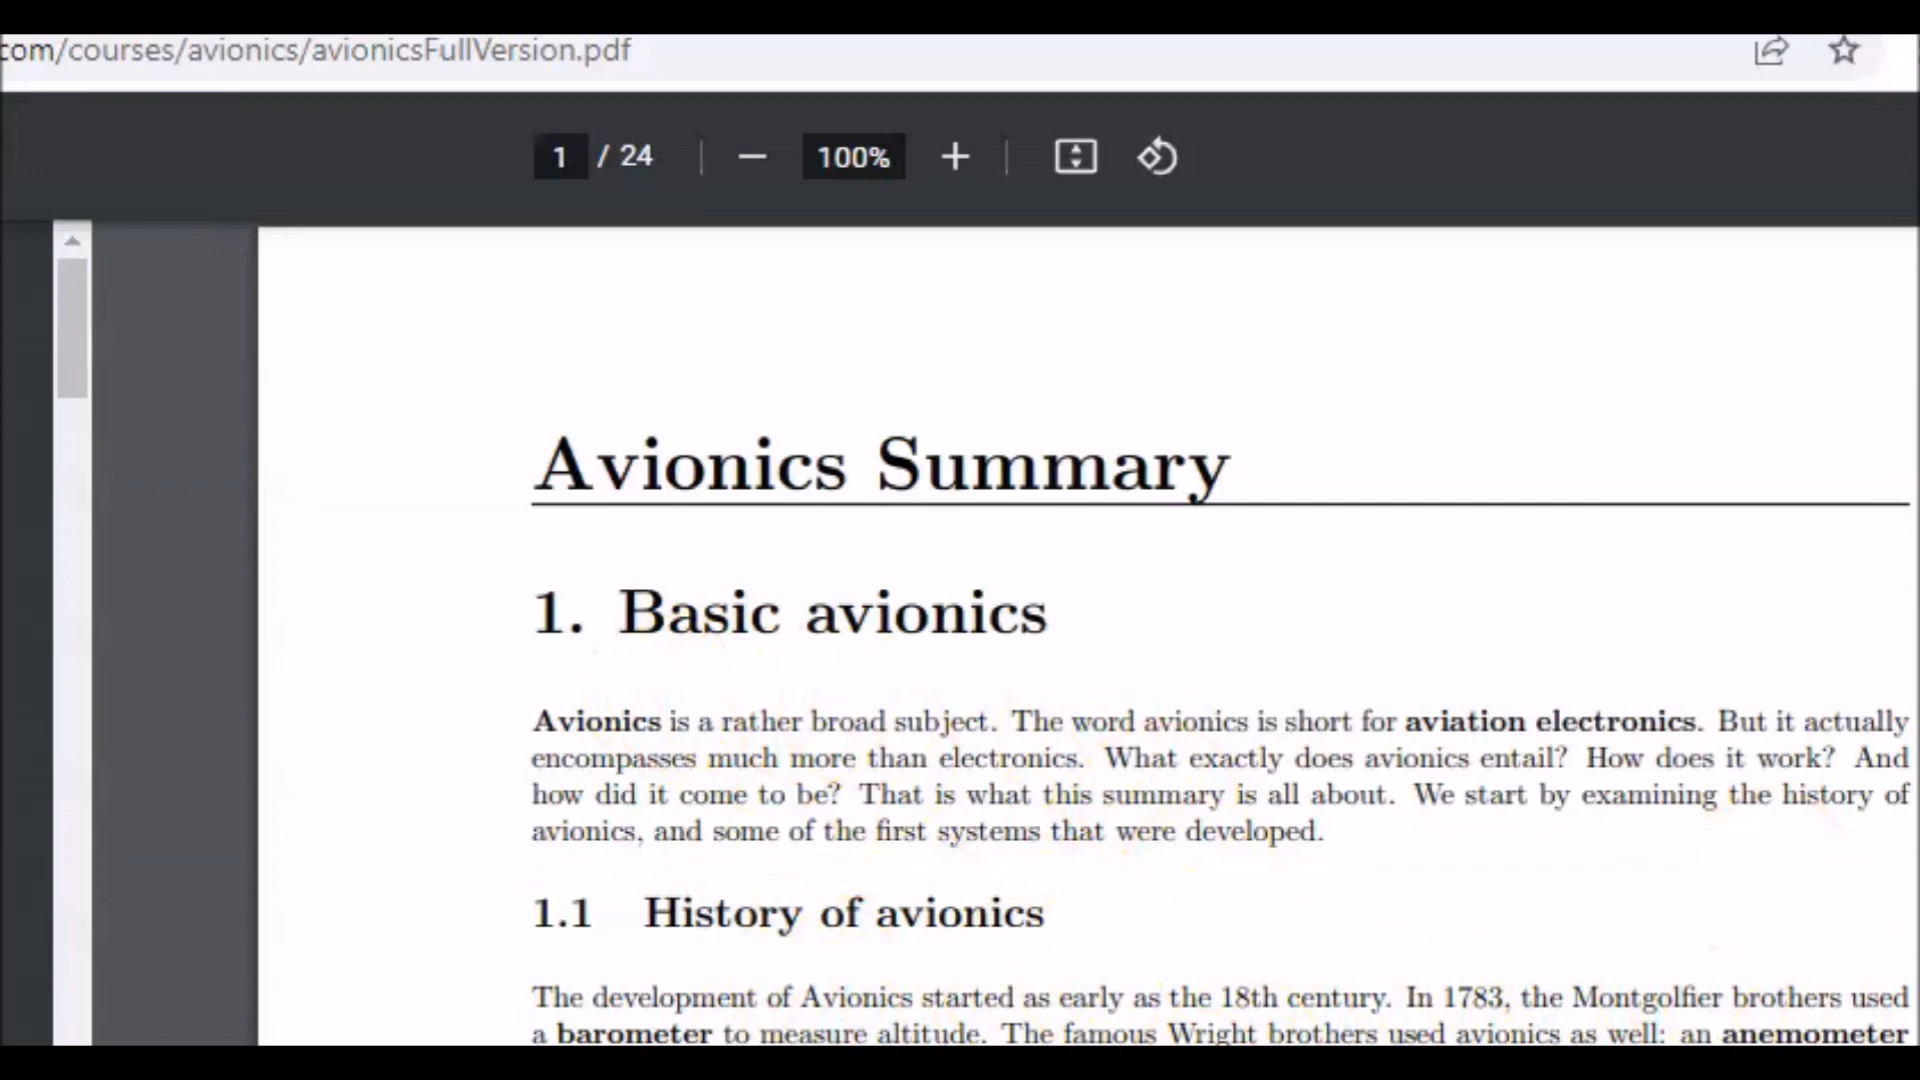 com/courses/avionics/avionicsFullVersion.pdf
1 / 24 100%
Avionics Summary
1. Basic avionics
Avionics is a rather broad subject. The word avionics is short for aviation electronics. But it actually
encompasses much more than electronics. What exactly does avionics entail? How does it work? And
how did it come to be? That is what this summary is all about. We start by examining the history of
avionics, and some of the first systems that were developed.
1.1 History of avionics
The development of Avionics started as early as the 18th century. In 1783, the Montgolfier brothers used
a barometer to measure altitude. The famous Wright brothers used avionics as well: an anemometer